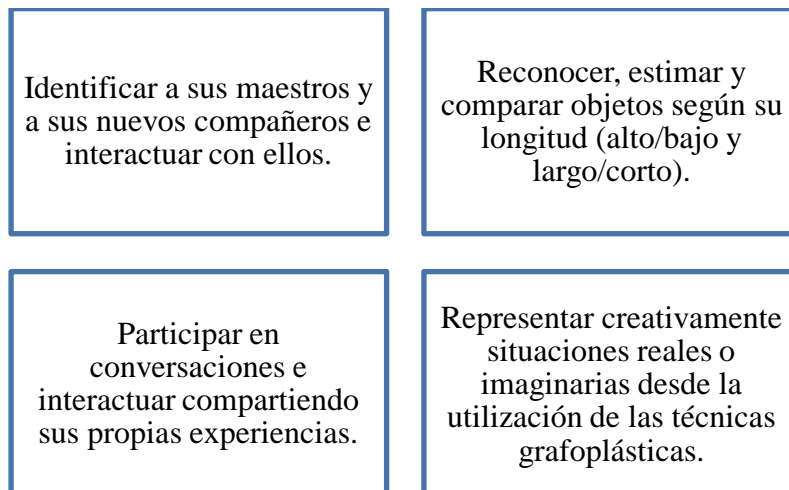 Identificar a sus maestros y
a sus nuevos compañeros e
interactuar con ellos.
Reconocer, estimar y
comparar objetos según su
longitud (alto/bajo y
largo/corto).
Participar en
conversaciones e
interactuar compartiendo
sus propias experiencias.
Representar creativamente
situaciones reales o
imaginarias desde la
utilización de las técnicas
grafoplásticas.